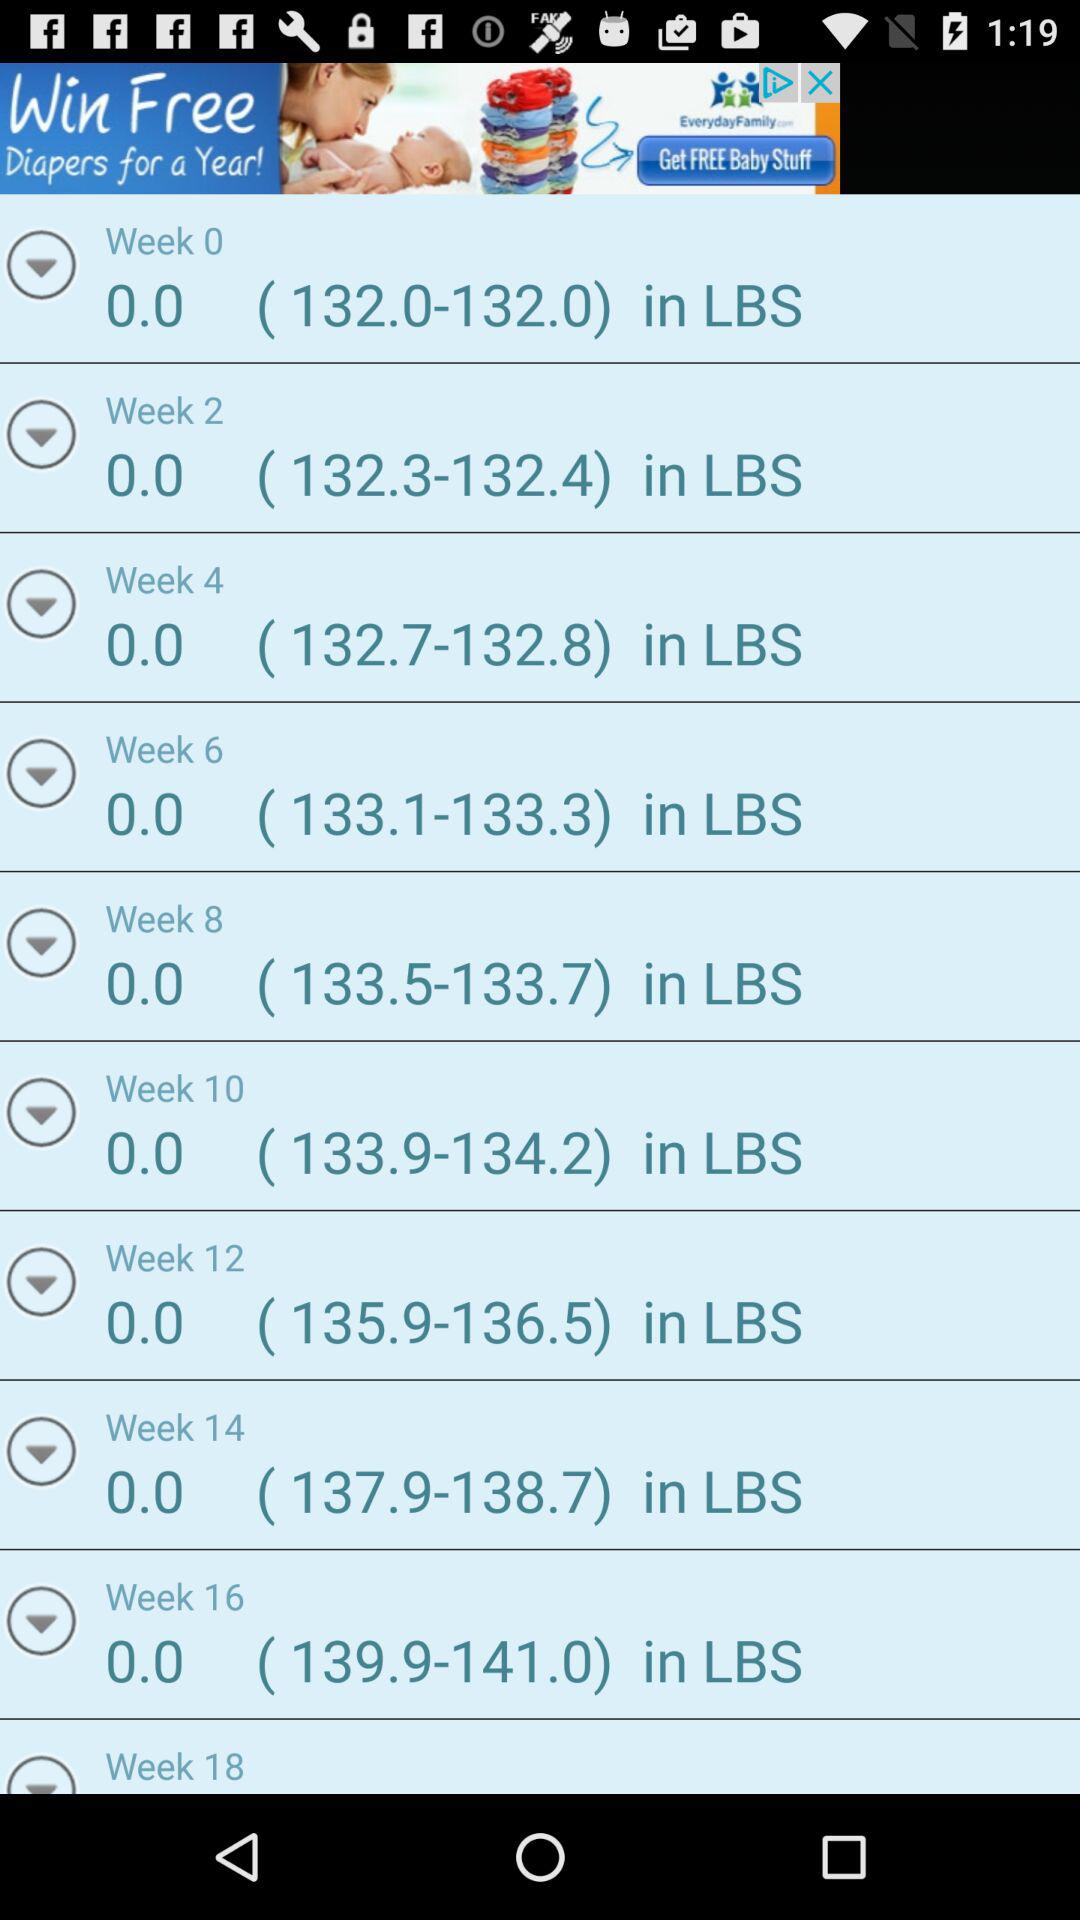 FAKE
1:19
Win Free
Diapers for a Year!
EverydayFamily.com
Get FREE Baby Stuff
Week 0
0.0 ( 132.0-132.0) in LBS
Week 2
0.0 ( 132.3-132.4) in LBS
Week 4
0.0 ( 132.7-132.8) in LBS
Week 6
0.0 ( 133.1-133.3) in LBS
Week 8
0.0 ( 133.5-133.7) in LBS
Week 10
0.0 ( 133.9-134.2) in LBS
Week 12
0.0 ( 135.9-136.5) in LBS
Week 14
0.0 ( 137.9-138.7) in LBS
Week 16
0.0 ( 139.9-141.0) in LBS
Week 18